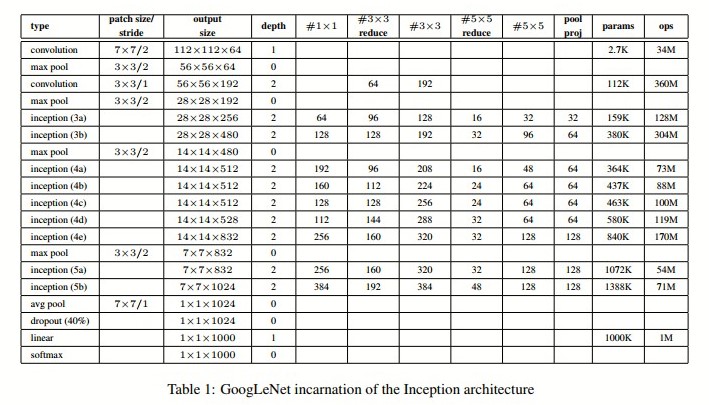 type patch size/ stride output size depth #1×1 #3×3 reduce #3×3 #5×5 reduce #5×5 pool proj params ops
convolution 7×7/2 112×112×64 1 2.7K 34M
max pool 3×3/2 56×56×64 0
convolution 3×3/1 56×56×192 2 64 192 112K 360M
max pool 3×3/2 28×28×192 0
inception (3a) 28×28×256 2 64 96 128 16 32 32 159K 128M
inception (3b) 28×28×480 2 128 128 192 32 96 64 380K 304M
max pool 3×3/2 14×14×480 0
inception (4a) 14×14×512 2 192 96 208 16 48 64 364K 73M
inception (4b) 14×14×512 2 160 112 224 24 64 64 437K 88M
inception (4c) 14×14×512 2 128 128 256 24 64 64 463K 100M
inception (4d) 14×14×528 2 112 144 288 32 64 64 580K 119M
inception (4e) 14×14×832 2 256 160 320 32 128 128 840K 170M
max pool 3×3/2 7×7×832 0
inception (5a) 7×7×832 2 256 160 320 32 128 128 1072K 54M
inception (5b) 7×7×1024 2 384 192 384 48 128 128 1388K 71M
avg pool 7×7/1 1×1×1024 0
dropout (40%) 1×1×1024 0
linear 1×1×1000 1 1000K 1M
softmax 1×1×1000 0
Table 1: GoogLeNet incarnation of the Inception architecture